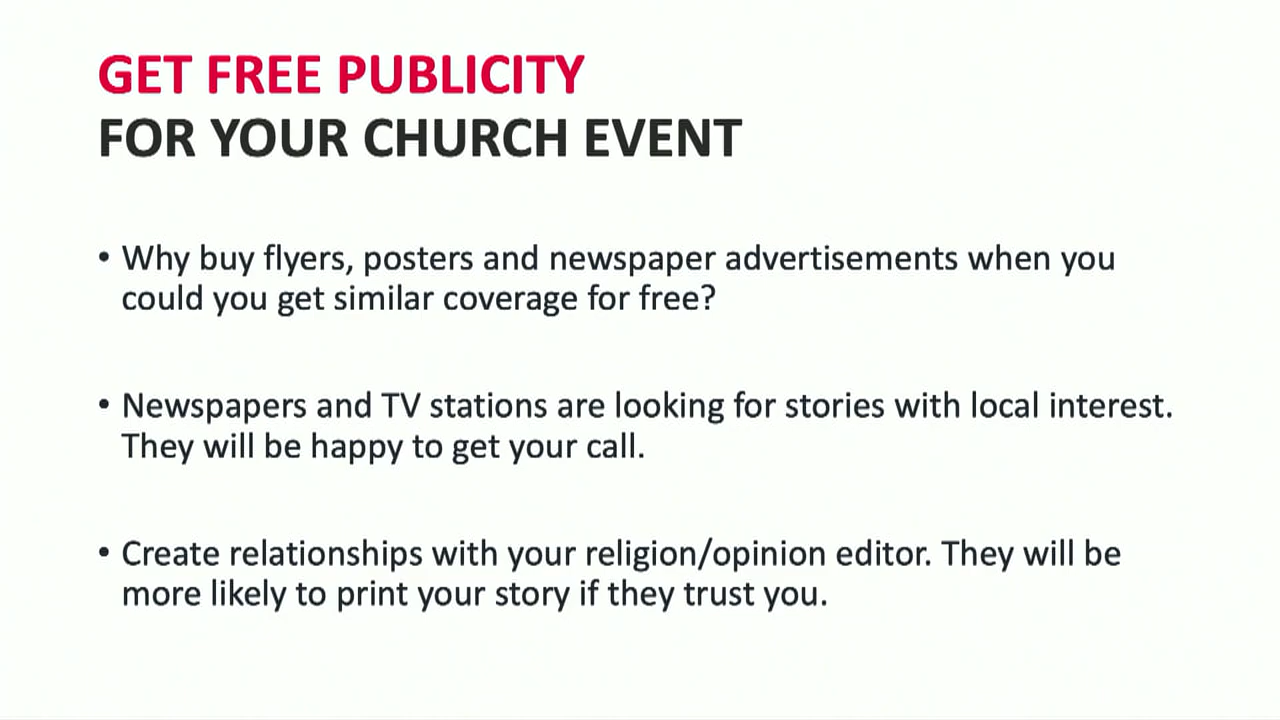 GET FREE PUBLICITY
FOR YOUR CHURCH EVENT
• Why buy flyers, posters and newspaper advertisements when you
could you get similar coverage for free?
• Newspapers and TV stations are looking for stories with local interest.
They will be happy to get your call.
• Create relationships with your religion/opinion editor. They will be
more likely to print your story if they trust you.